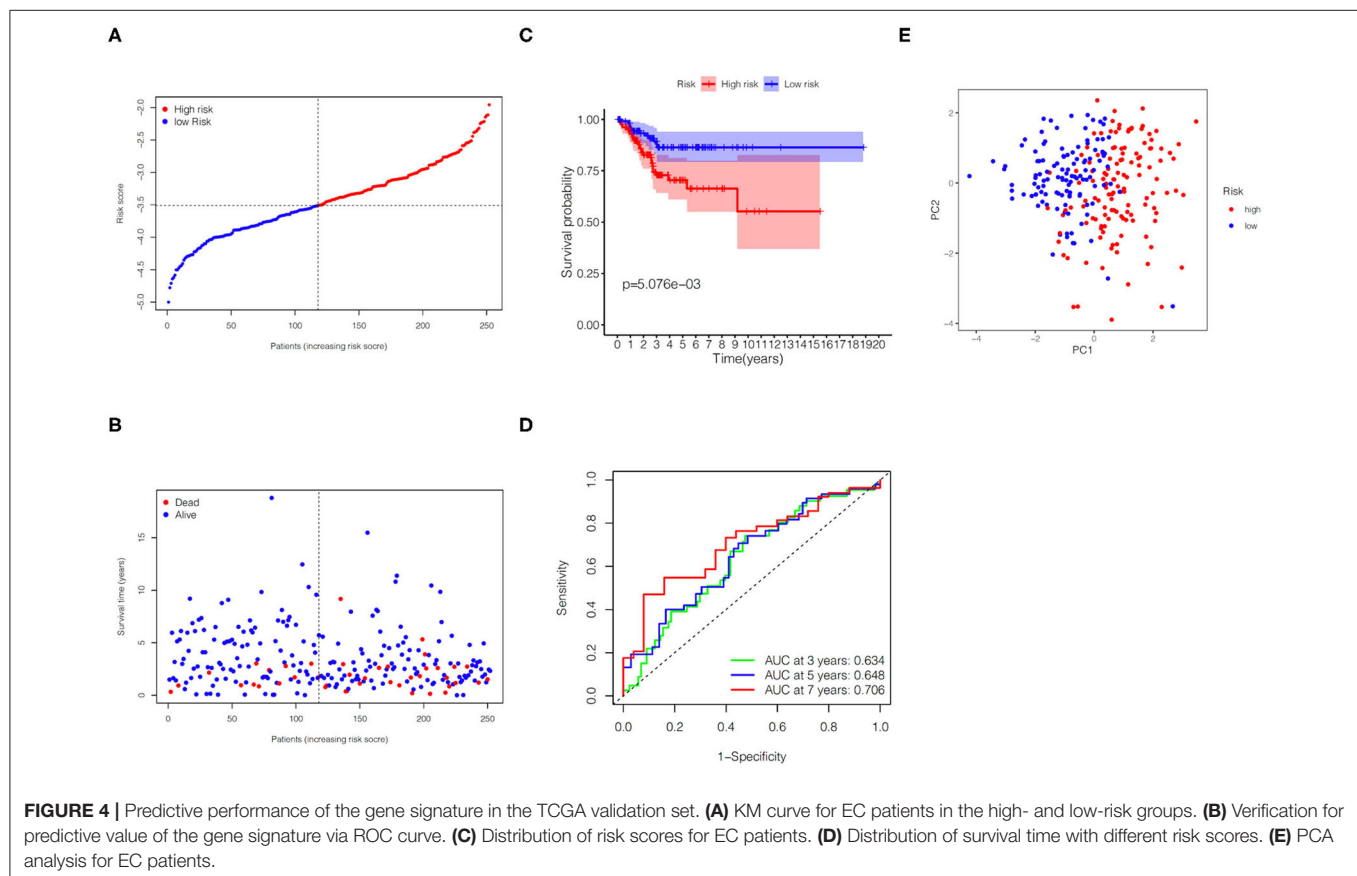 A
High risk
low Risk
Risk score
-2.0
-2.5
-3.0
-3.5
-4.0
-4.5
-5.0
0 50 100 150 200 250
Patients (increasing risk socre)
B
Dead
Alive
Survival time (years)
15
10
5
0
0 50 100 150 200 250
Patients (increasing risk socre)
C
Risk High risk Low risk
Survival probability
1.00
0.75
0.50
0.25
0.00
p=5.076e-03
0 1 2 3 4 5 6 7 8 9 10 11 12 13 14 15 16 17 18 19 20
Time(years)
D
Sensitivity
1.0
0.8
0.6
0.4
0.2
0.0
AUC at 3 years: 0.634
AUC at 5 years: 0.648
AUC at 7 years: 0.706
0.0 0.2 0.4 0.6 0.8 1.0
1-Specificity
E
PC2
2
0
-2
-4
-4 -2 0 2
PC1
Risk
high
low
FIGURE 4 | Predictive performance of the gene signature in the TCGA validation set. (A) KM curve for EC patients in the high- and low-risk groups. (B) Verification for
predictive value of the gene signature via ROC curve. (C) Distribution of risk scores for EC patients. (D) Distribution of survival time with different risk scores. (E) PCA
analysis for EC patients.